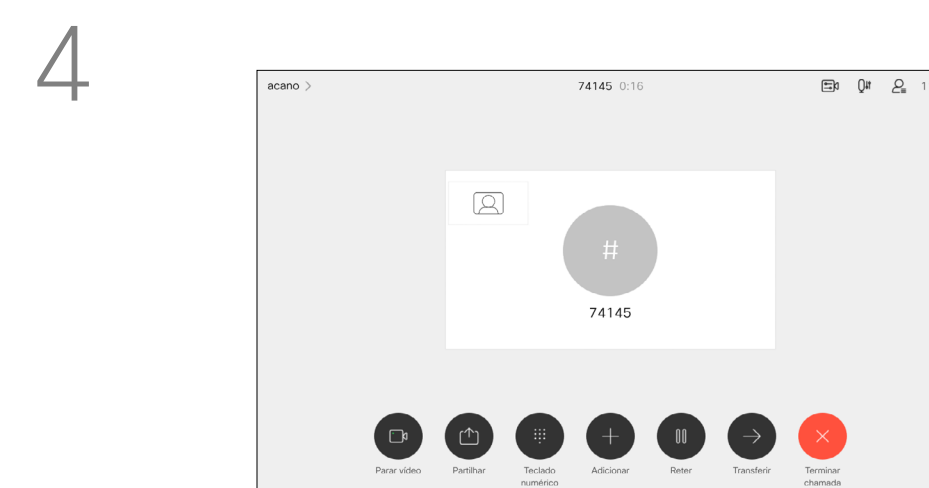 4
acano >
74145 0:16
1
#
74145
Parar vídeo
Partilhar
Teclado
numérico
Adicionar
Reter
Transferir
Terminar
chamada